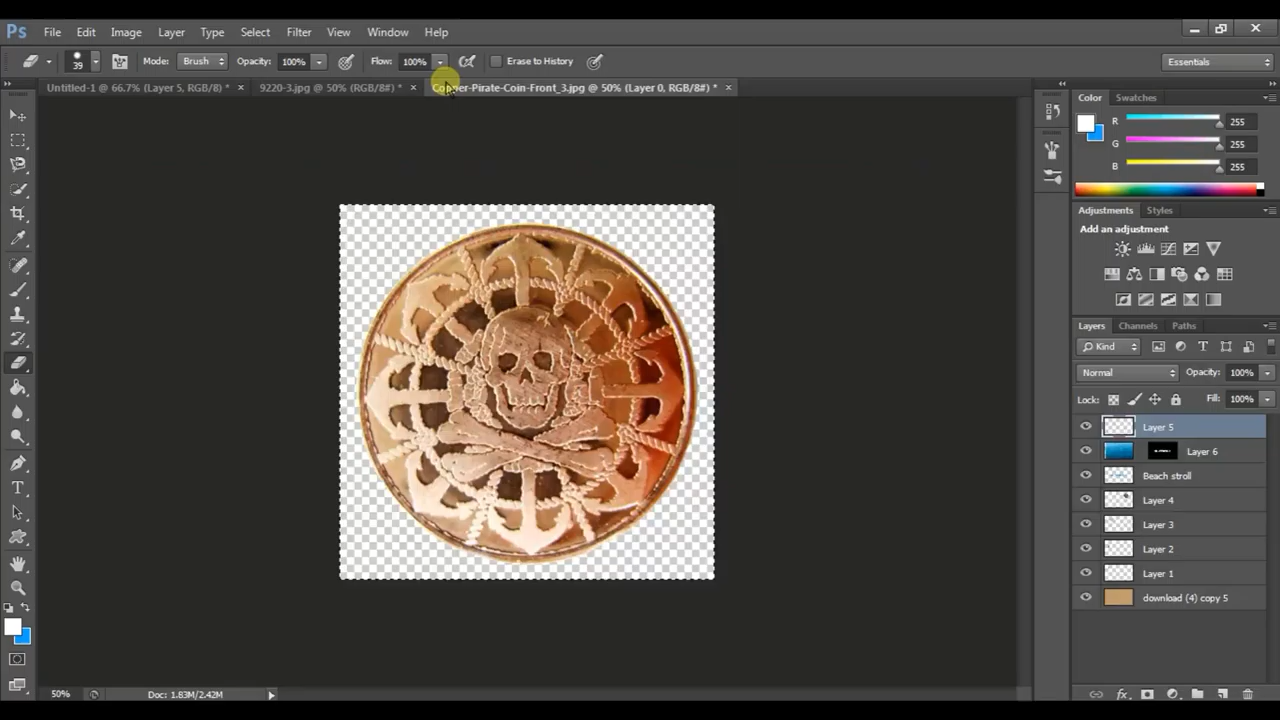 Ps File Edit Image Layer Type Select Filter View Window Help
39 Mode: Brush Opacity: 100% Flow: 100% Erase to History Essentials
Untitled-1 @ 66.7% (Layer 5, RGB/8) * × 9220-3.jpg @ 50% (RGB/8#) * × Copper-Pirate-Coin-Front_3.jpg @ 50% (Layer 0, RGB/8#) * ×
Color Swatches
R 255
G 255
B 255
Adjustments Styles
Add an adjustment
Layers Channels Paths
Kind
Normal Opacity: 100%
Lock: Fill: 100%
Layer 5
Layer 6
Beach stroll
Layer 4
Layer 3
Layer 2
Layer 1
download (4) copy 5
50% Doc: 1.83M/2.42M
fx